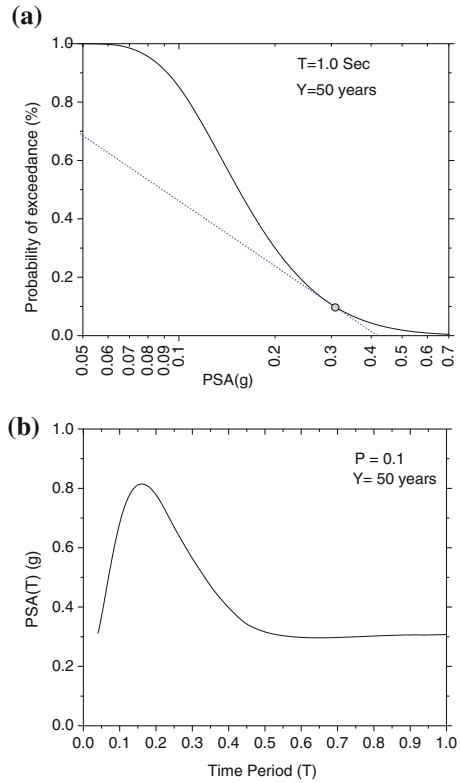 (a)
1.0
0.8
0.6
0.4
0.2
0.0
Probability of exceedance (%)
T=1.0 Sec
Y=50 years
0.05
0.06
0.07
0.08
0.09
0.1
0.2
0.3
0.4
0.5
0.6
0.7
PSA(g)
(b)
1.0
0.8
0.6
0.4
0.2
0.0
PSA(T) (g)
P = 0.1
Y= 50 years
0.0 0.1 0.2 0.3 0.4 0.5 0.6 0.7 0.8 0.9 1.0
Time Period (T)